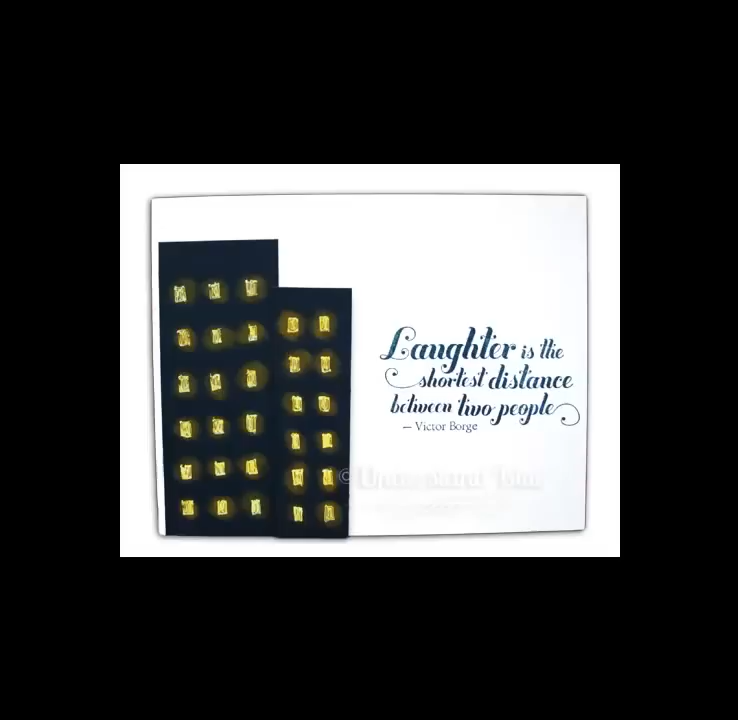 Laughter is the
shortest distance
between two people
— Victor Borge